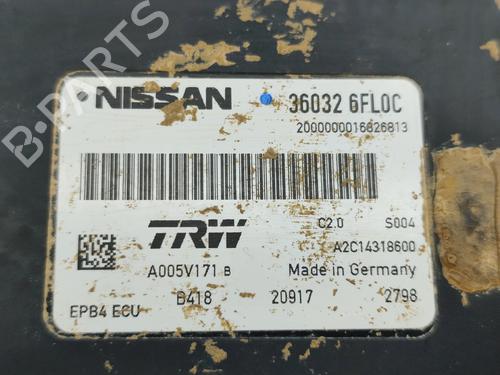 B-PARTS
NISSAN 36032 6FL0C
2000000016826813
TRW C2.0 S004
A2C14318600
A005V171 B Made in Germany
D418 20917 2798
EPB4 ECU